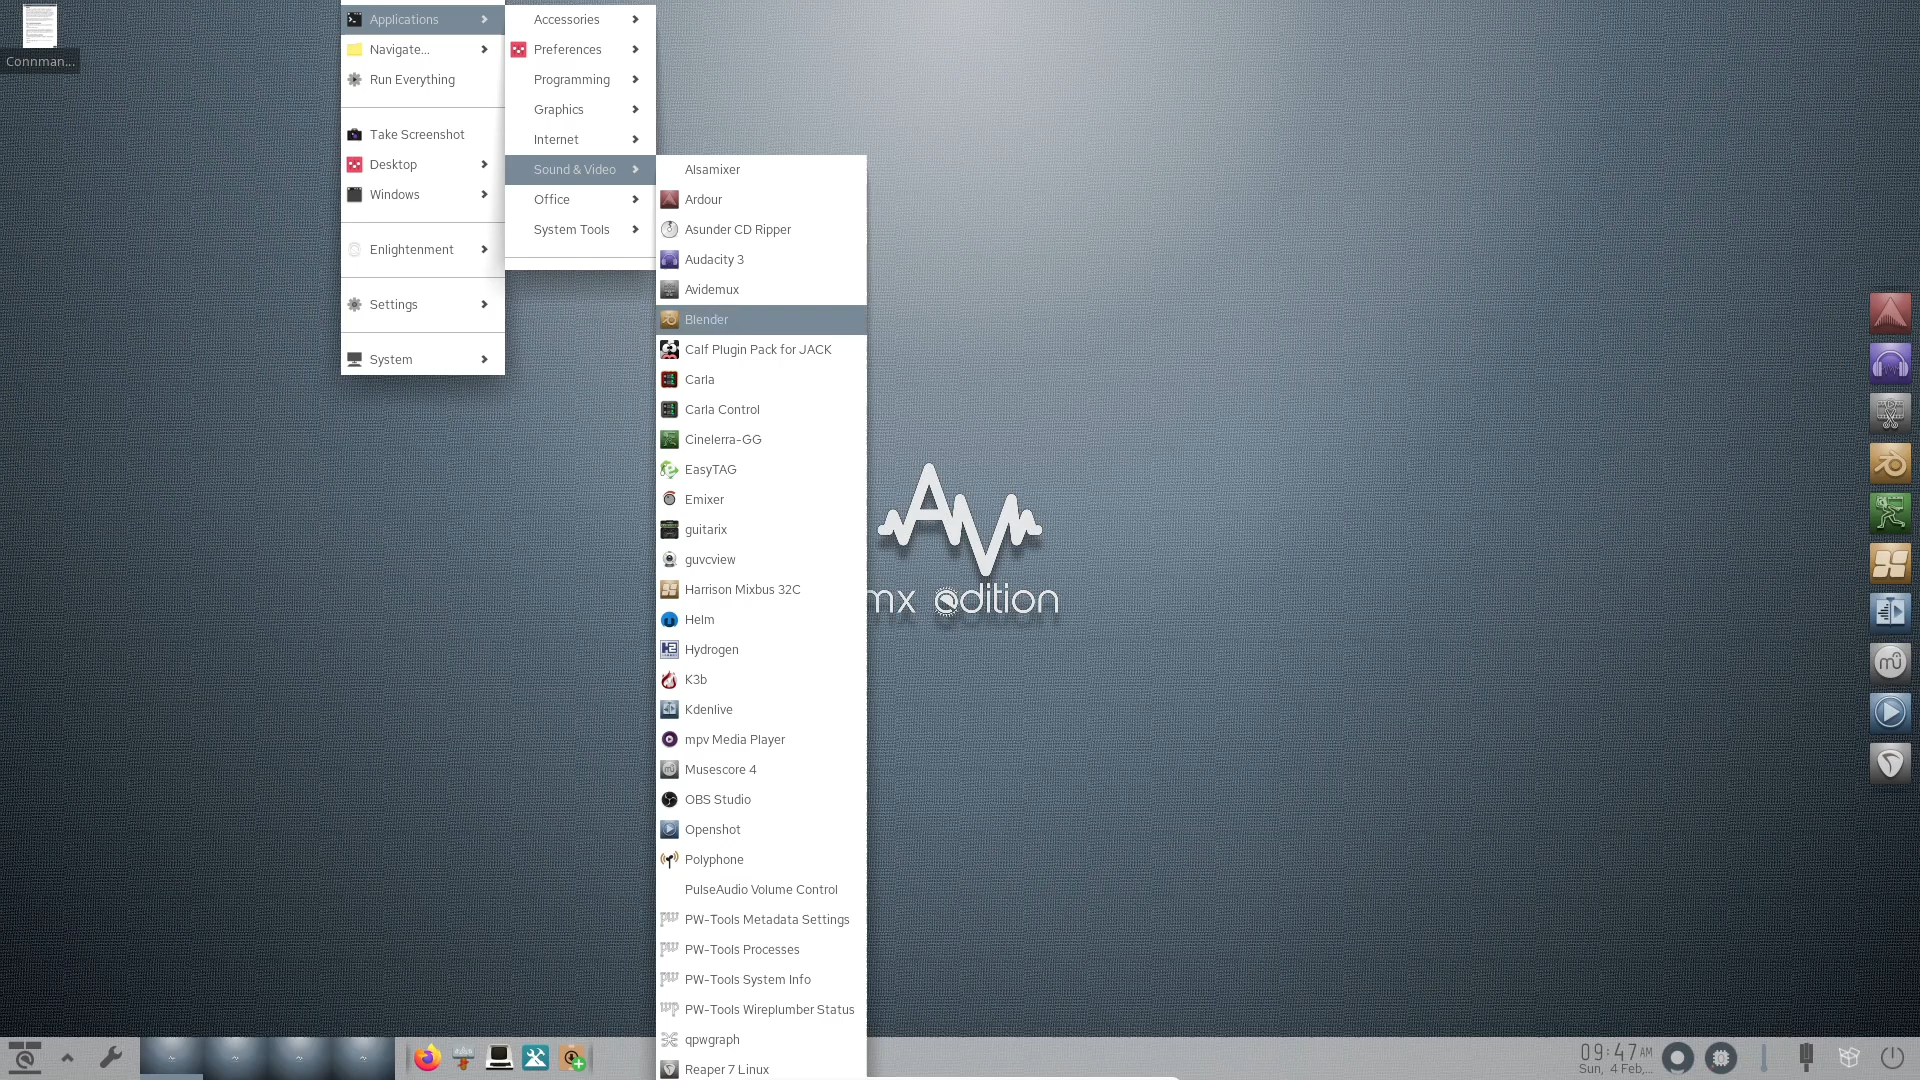 Connman...
Applications
Navigate...
Run Everything
Take Screenshot
Desktop
Windows
Enlightenment
Settings
System
Accessories
Preferences
Programming
Graphics
Internet
Sound & Video
Office
System Tools
Alsamixer
Ardour
Asunder CD Ripper
Audacity 3
Avidemux
Blender
Calf Plugin Pack for JACK
Carla
Carla Control
Cinelerra-GG
EasyTAG
Emixer
guitarix
guvcview
Harrison Mixbus 32C
Helm
Hydrogen
K3b
Kdenlive
mpv Media Player
Musescore 4
OBS Studio
Openshot
Polyphone
PulseAudio Volume Control
PW-Tools Metadata Settings
PW-Tools Processes
PW-Tools System Info
PW-Tools Wireplumber Status
qpwgraph
Reaper 7 Linux
AV
mx edition
09:47 AM
Sun, 4 Feb,...